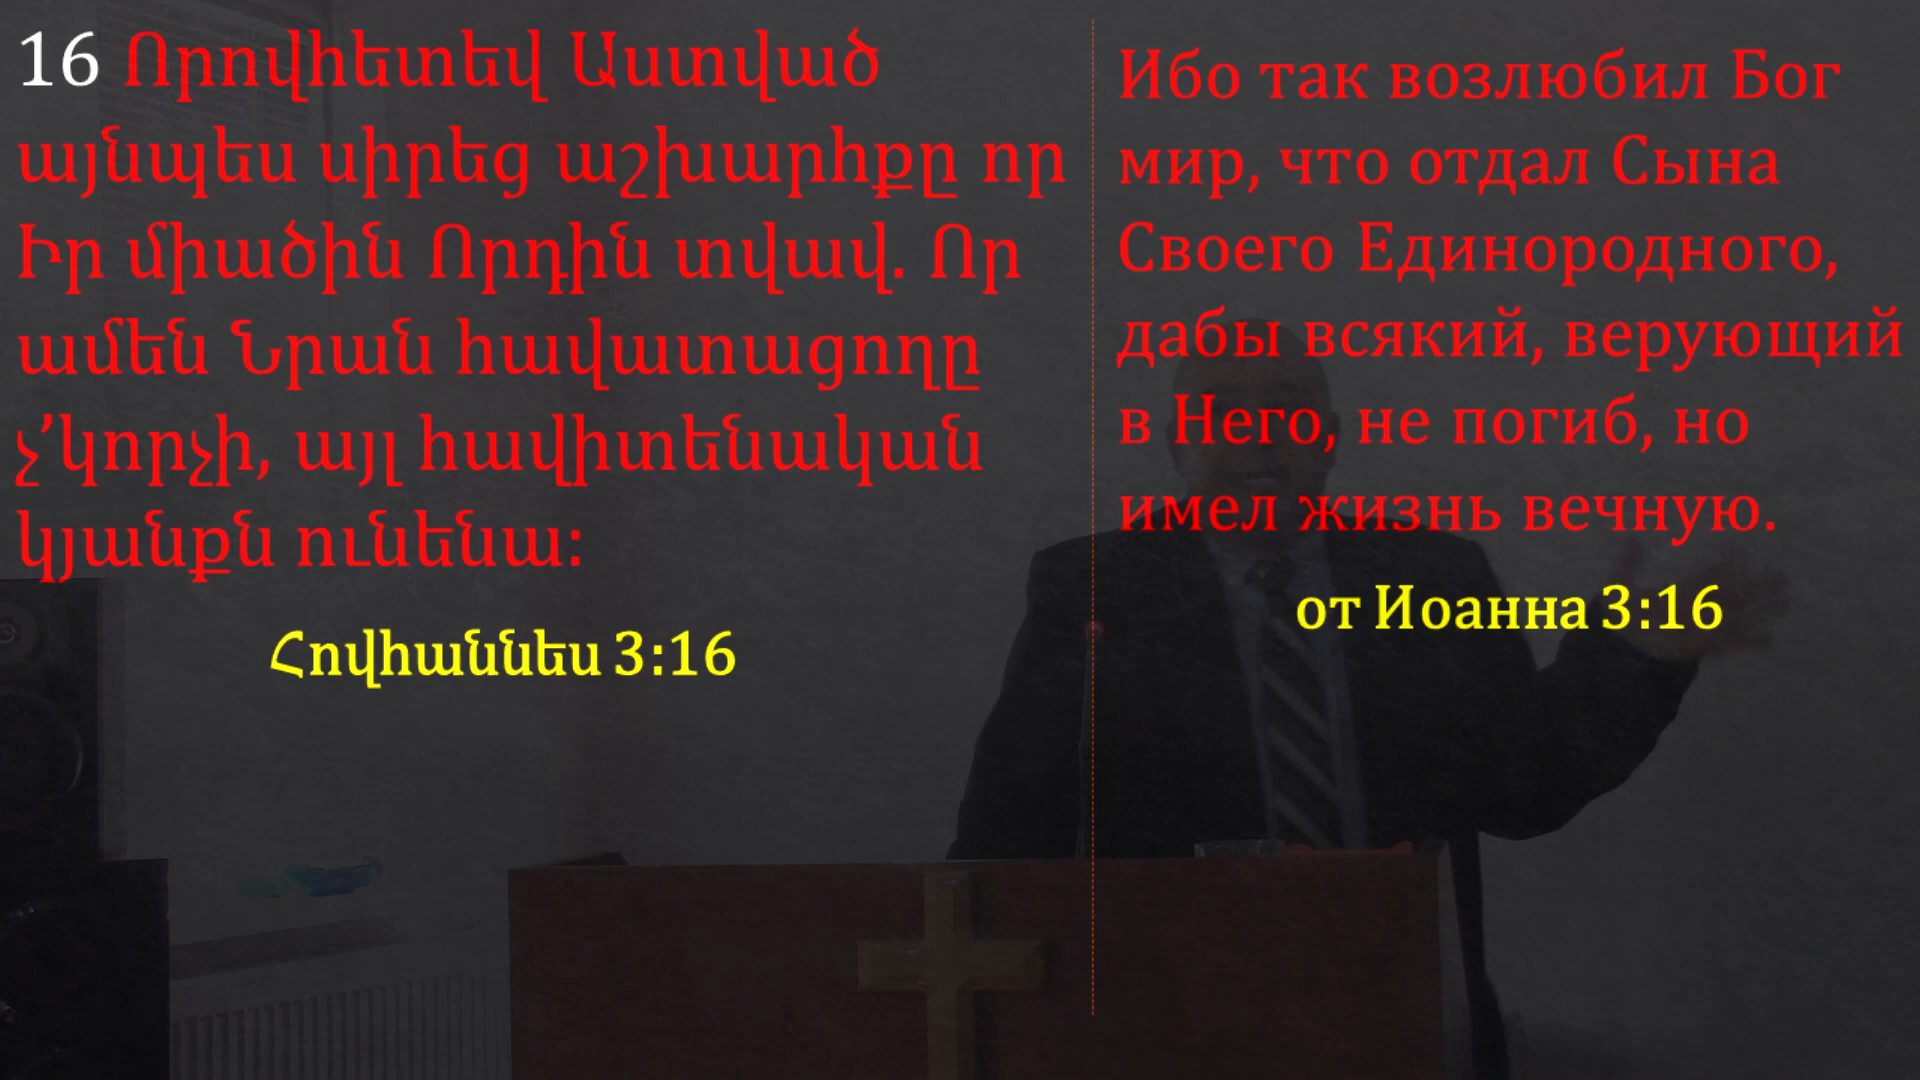 16 Որովհետեվ Աստված
այնպես սիրեց աշխարհքը որ
Իր միածին Որդին տվավ. Որ
ամեն Նրան հավատացողը
չ’կորչի, այլ հավիտենական
կյանքն ունենա:
Հովհաննես 3:16
Ибо так возлюбил Бог
мир, что отдал Сына
Своего Единородного,
дабы всякий, верующий
в Него, не погиб, но
имел жизнь вечную.
от Иоанна 3:16